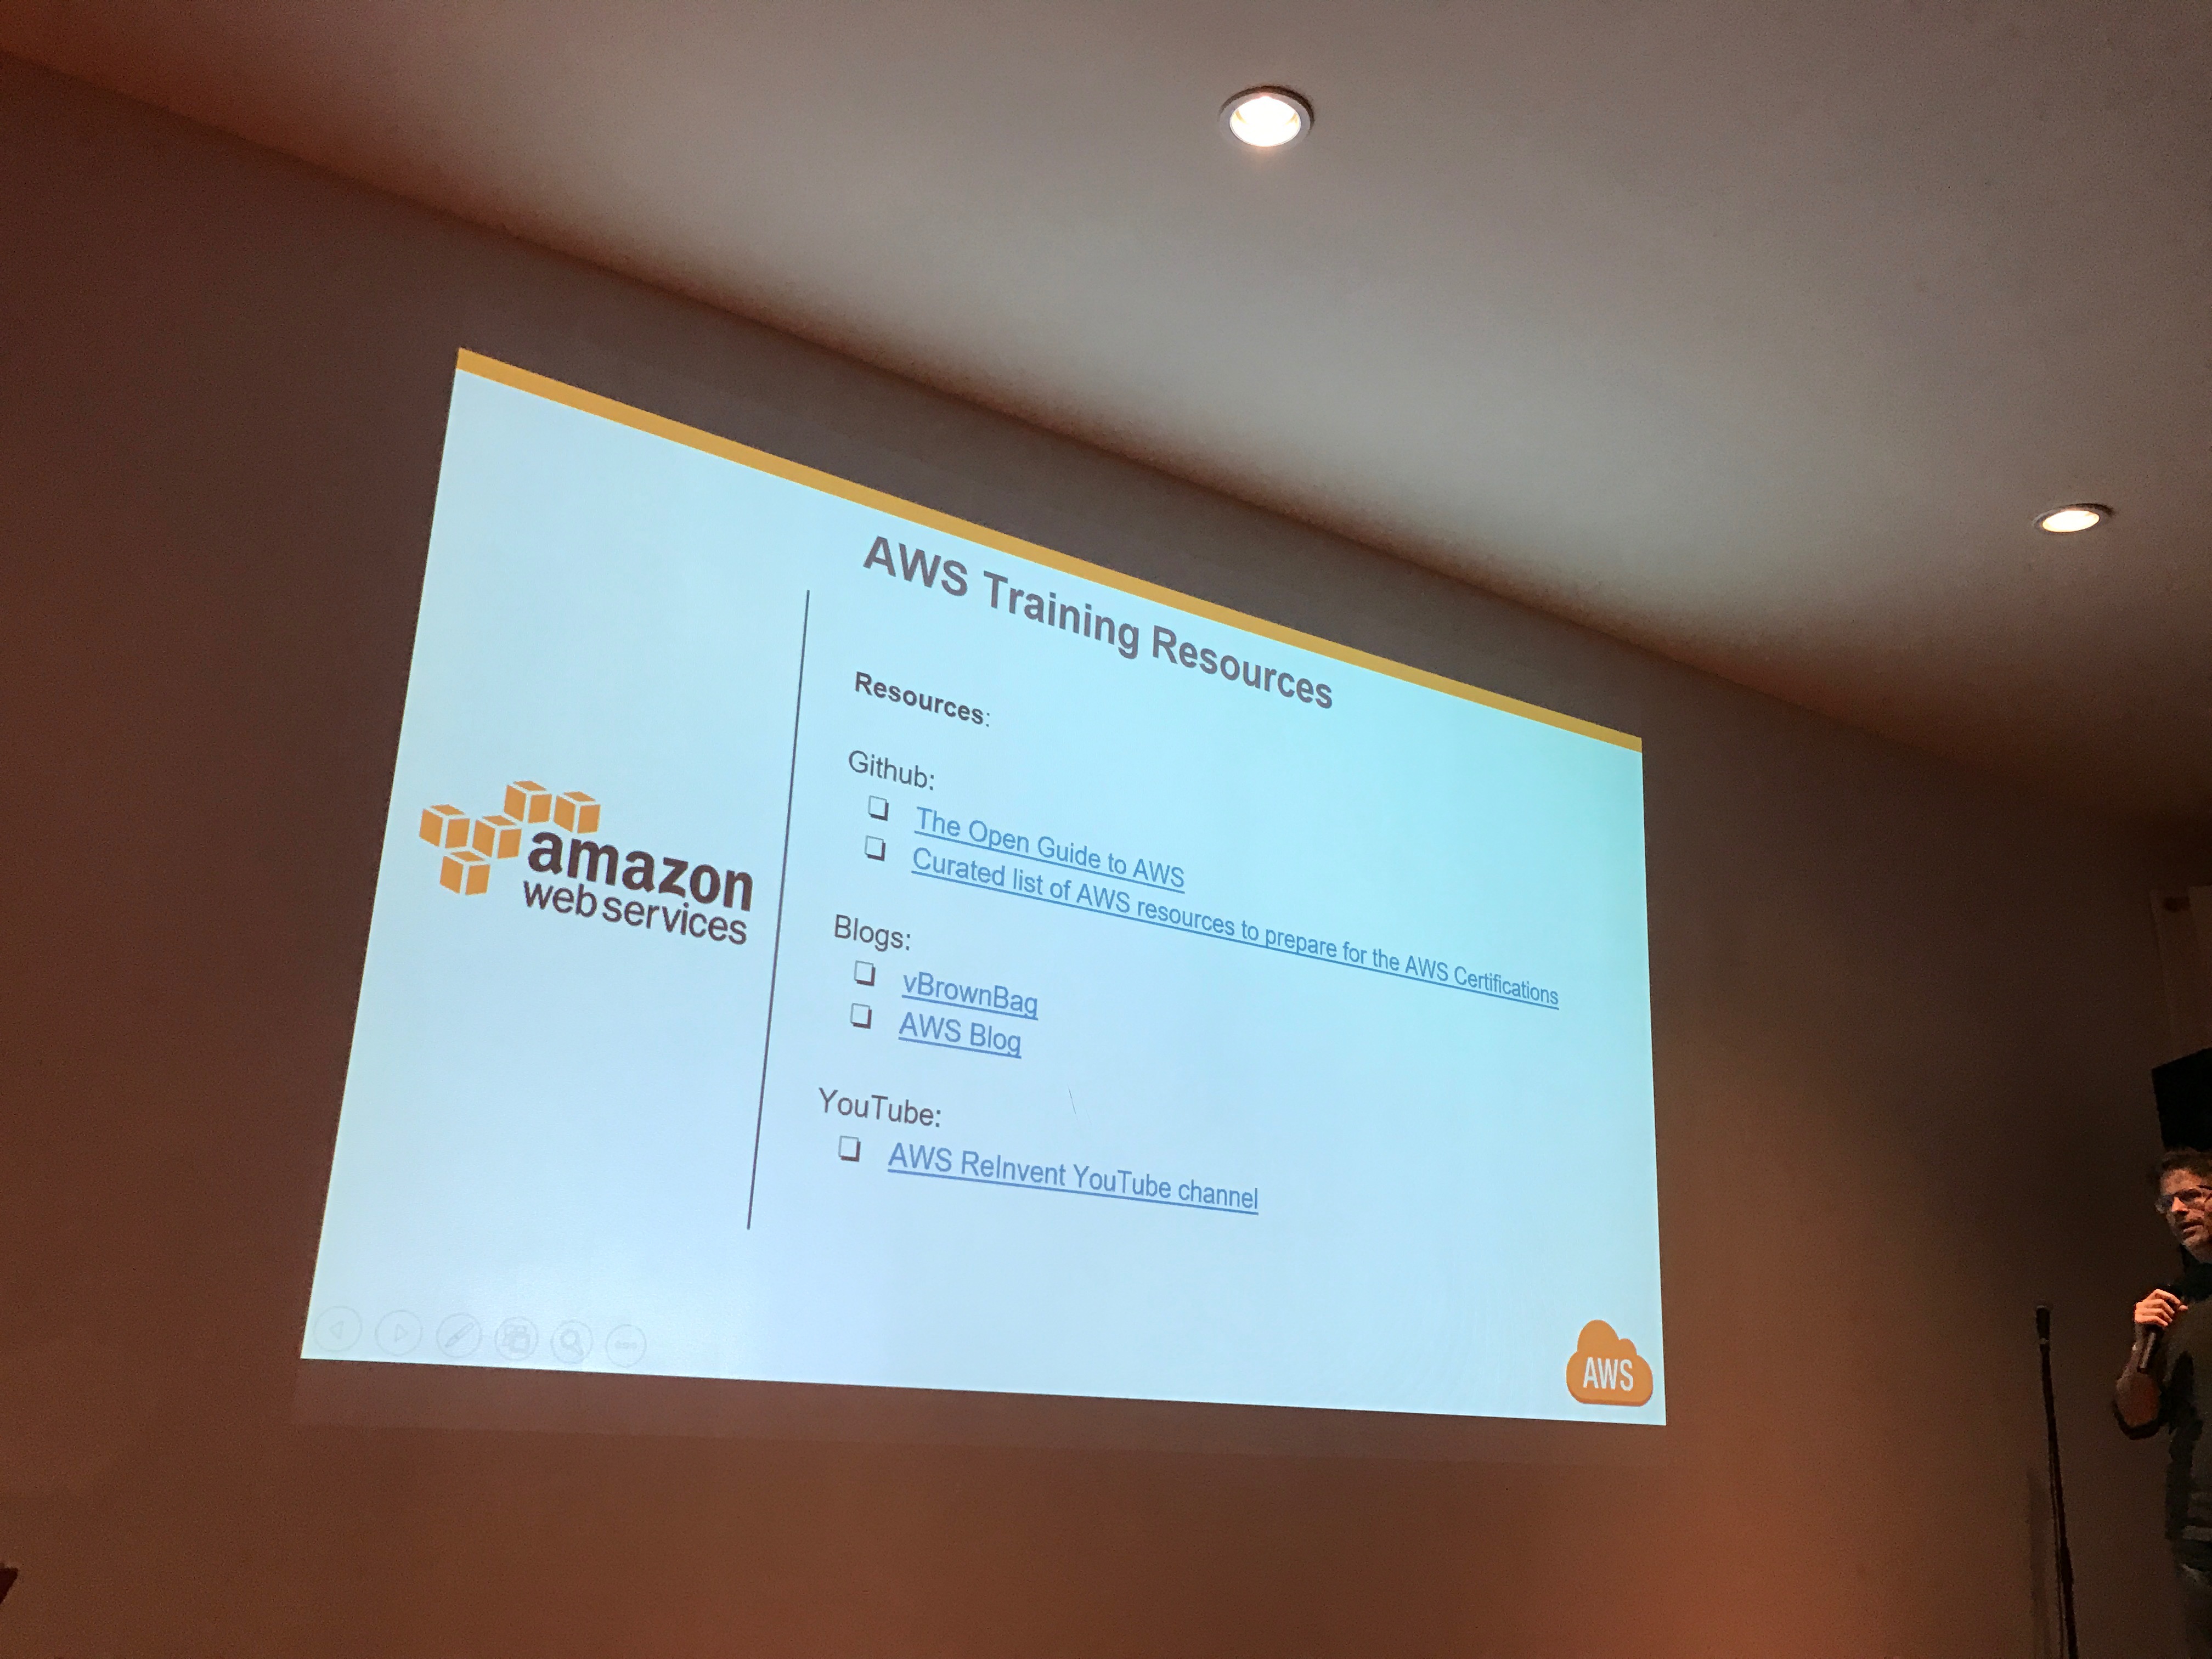 AWS Training Resources
Resources:
Github:
The Open Guide to AWS
Curated list of AWS resources to prepare for the AWS Certifications
Blogs:
vBrownBag
AWS Blog
YouTube:
AWS ReInvent YouTube channel
amazon
web services
AWS